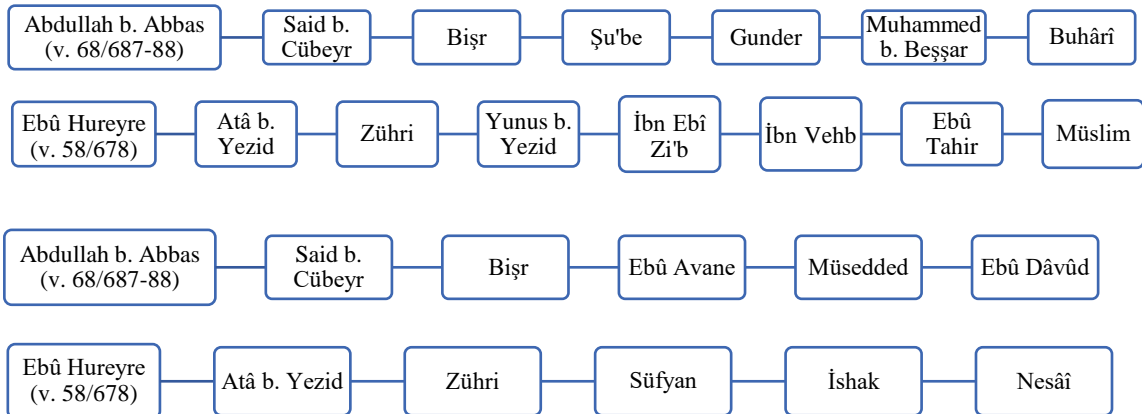 Abdullah b. Abbas
(v. 68/687-88)
Said b.
Cübeyr
Bişr
Şu'be
Gunder
Muhammed
b. Beşşar
Buhârî
Ebû Hureyre
(v. 58/678)
Atâ b.
Yezid
Zühri
Yunus b.
Yezid
İbn Ebî
Zi'b
İbn Vehb
Ebû
Tahir
Müslim
Abdullah b. Abbas
(v. 68/687-88)
Said b.
Cübeyr
Bişr
Ebû Avane
Müsedded
Ebû Dâvûd
Ebû Hureyre
(v. 58/678)
Atâ b. Yezid
Zühri
Süfyan
İshak
Nesâî